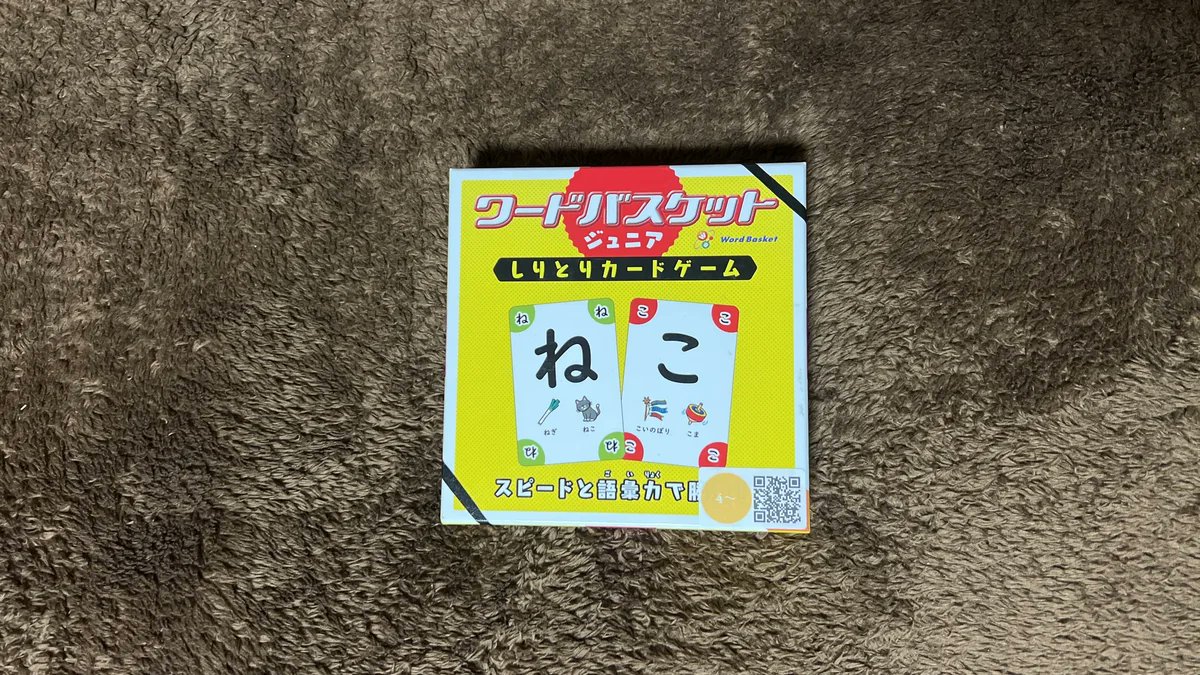 ワードバスケット
ジュニア
Word Basket
しりとりカードゲーム
ね ね こ こ
ね こ
ねぎ ねこ こいのぼり こま
ね ね こ こ
スピードと語彙力で
ごいりょく
4～